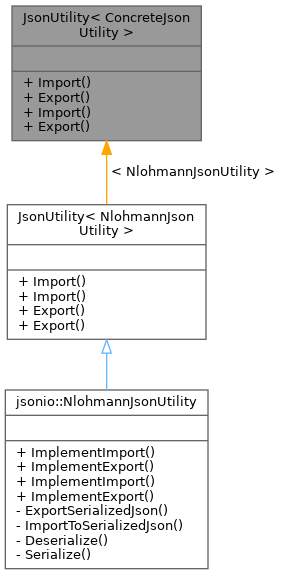 JsonUtility< ConcreteJson
Utility >
+ Import()
+ Export()
+ Import()
+ Export()
< NlohmannJsonUtility >
JsonUtility< NlohmannJson
Utility >
+ Import()
+ Import()
+ Export()
+ Export()
jsonio::NlohmannJsonUtility
+ ImplementImport()
+ ImplementExport()
+ ImplementImport()
+ ImplementExport()
- ExportSerializedJson()
- ImportToSerializedJson()
- Deserialize()
- Serialize()